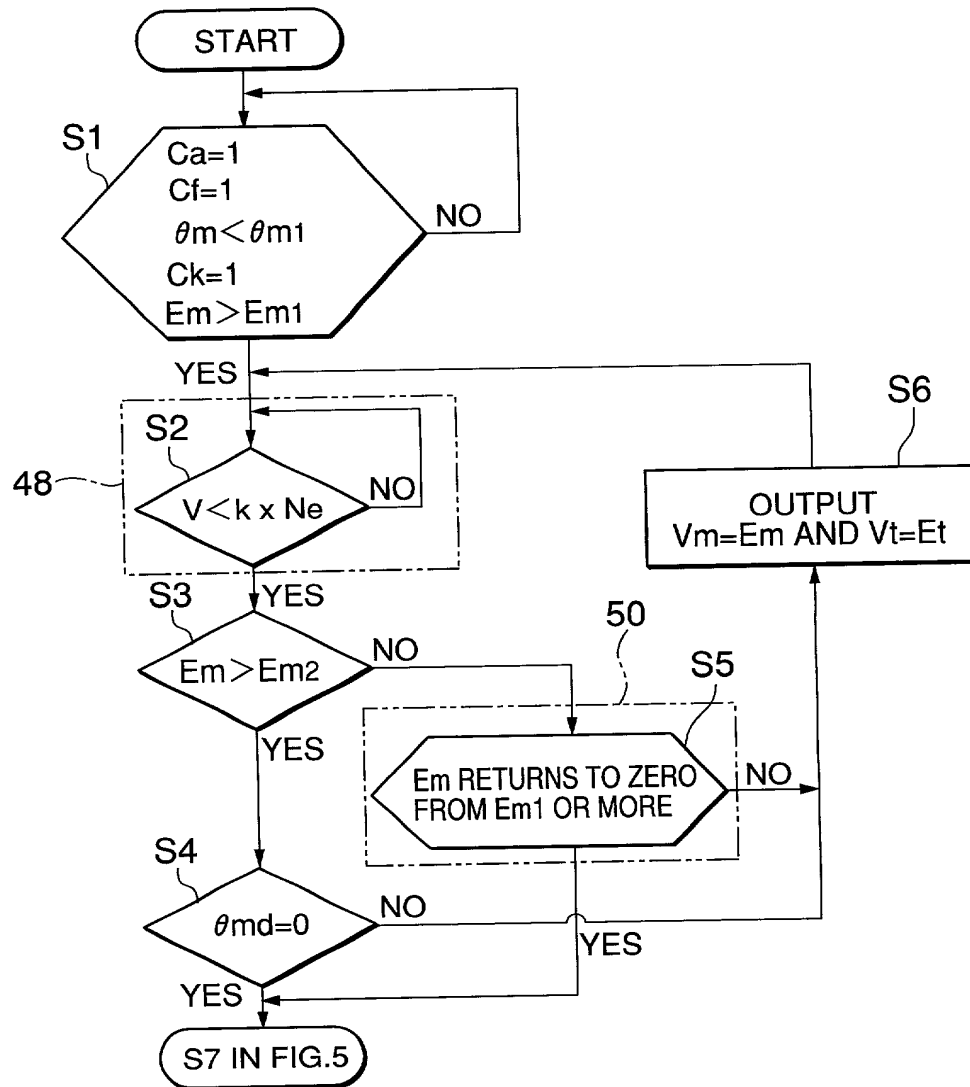 START
S1
Ca=1
Cf=1
θm<θm1
Ck=1
Em>Em1
NO
YES
S6
48
S2
V<k x Ne
NO
OUTPUT
Vm=Em AND Vt=Et
YES
S3
Em>Em2
NO
50
S5
YES
Em RETURNS TO ZERO
FROM Em1 OR MORE
NO
S4
θmd=0
NO
YES
YES
S7 IN FIG.5